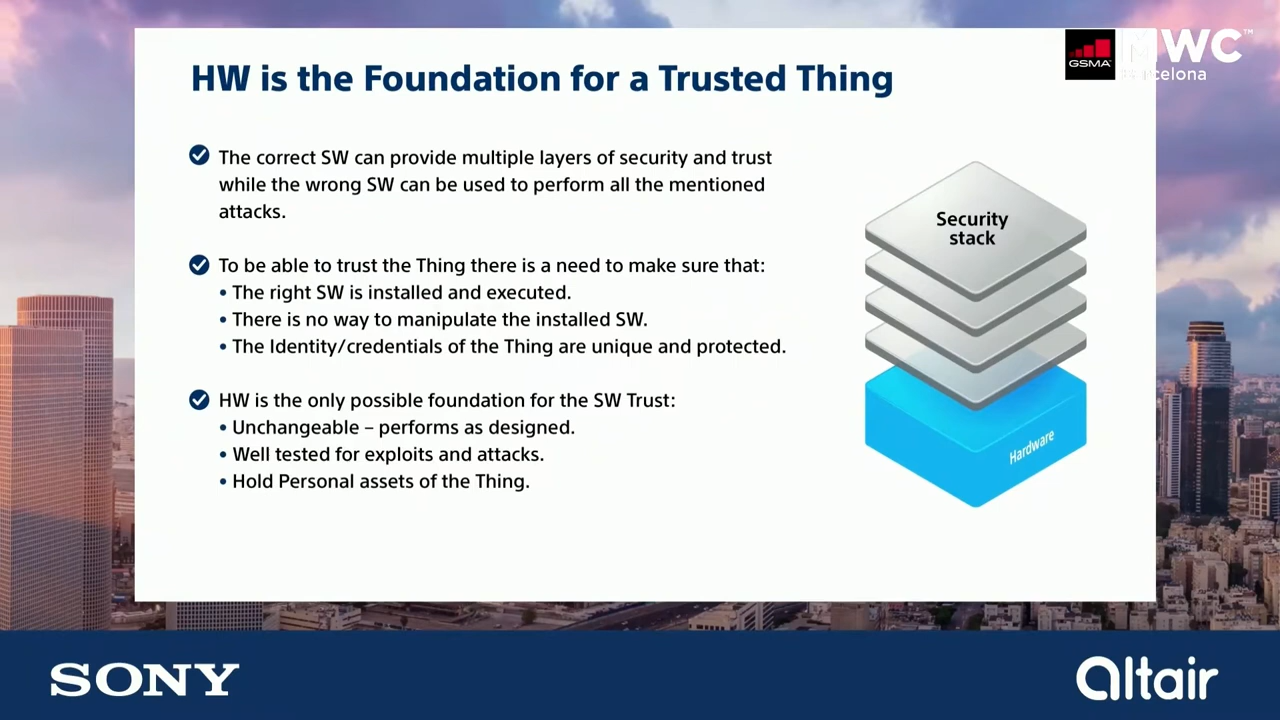 HW is the Foundation for a Trusted Thing
GSMA
MWC™
Barcelona
The correct SW can provide multiple layers of security and trust
while the wrong SW can be used to perform all the mentioned
attacks.
To be able to trust the Thing there is a need to make sure that:
• The right SW is installed and executed.
• There is no way to manipulate the installed SW.
• The Identity/credentials of the Thing are unique and protected.
HW is the only possible foundation for the SW Trust:
• Unchangeable – performs as designed.
• Well tested for exploits and attacks.
• Hold Personal assets of the Thing.
Security
stack
Hardware
SONY
altair